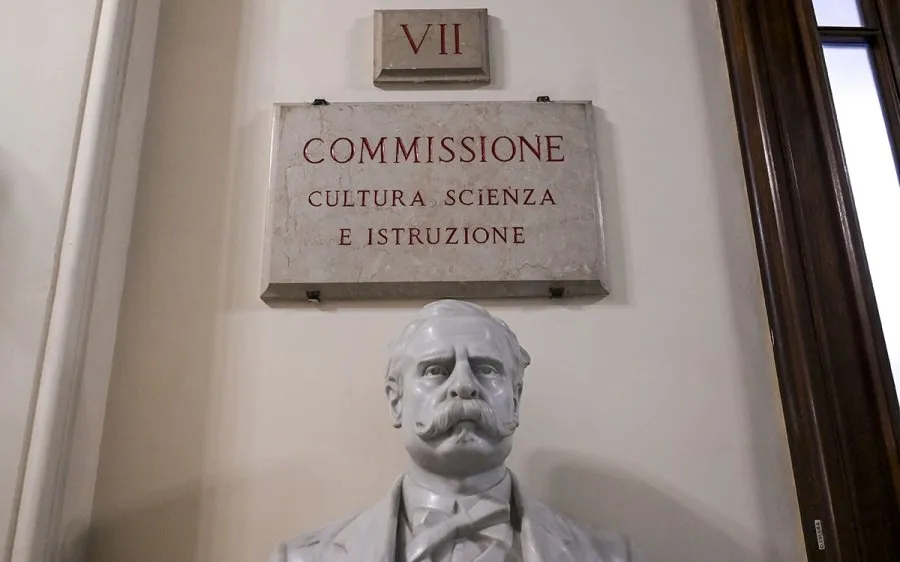 VII
COMMISSIONE
CULTURA, SCIENZA
E ISTRUZIONE